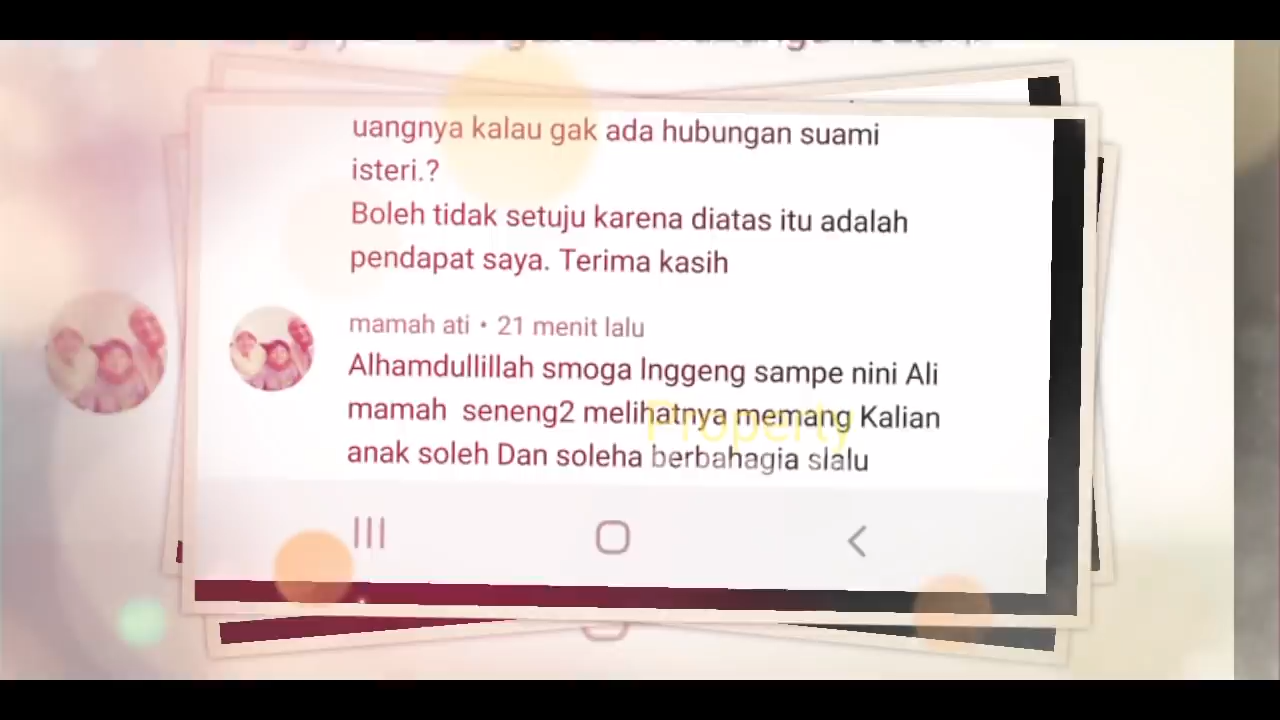 uangnya kalau gak ada hubungan suami
isteri.?
Boleh tidak setuju karena diatas itu adalah
pendapat saya. Terima kasih
mamah ati • 21 menit lalu
Alhamdullillah smoga lnggeng sampe nini Ali
mamah seneng2 melihatnya memang Kalian
anak soleh Dan soleha berbahagia slalu
Property